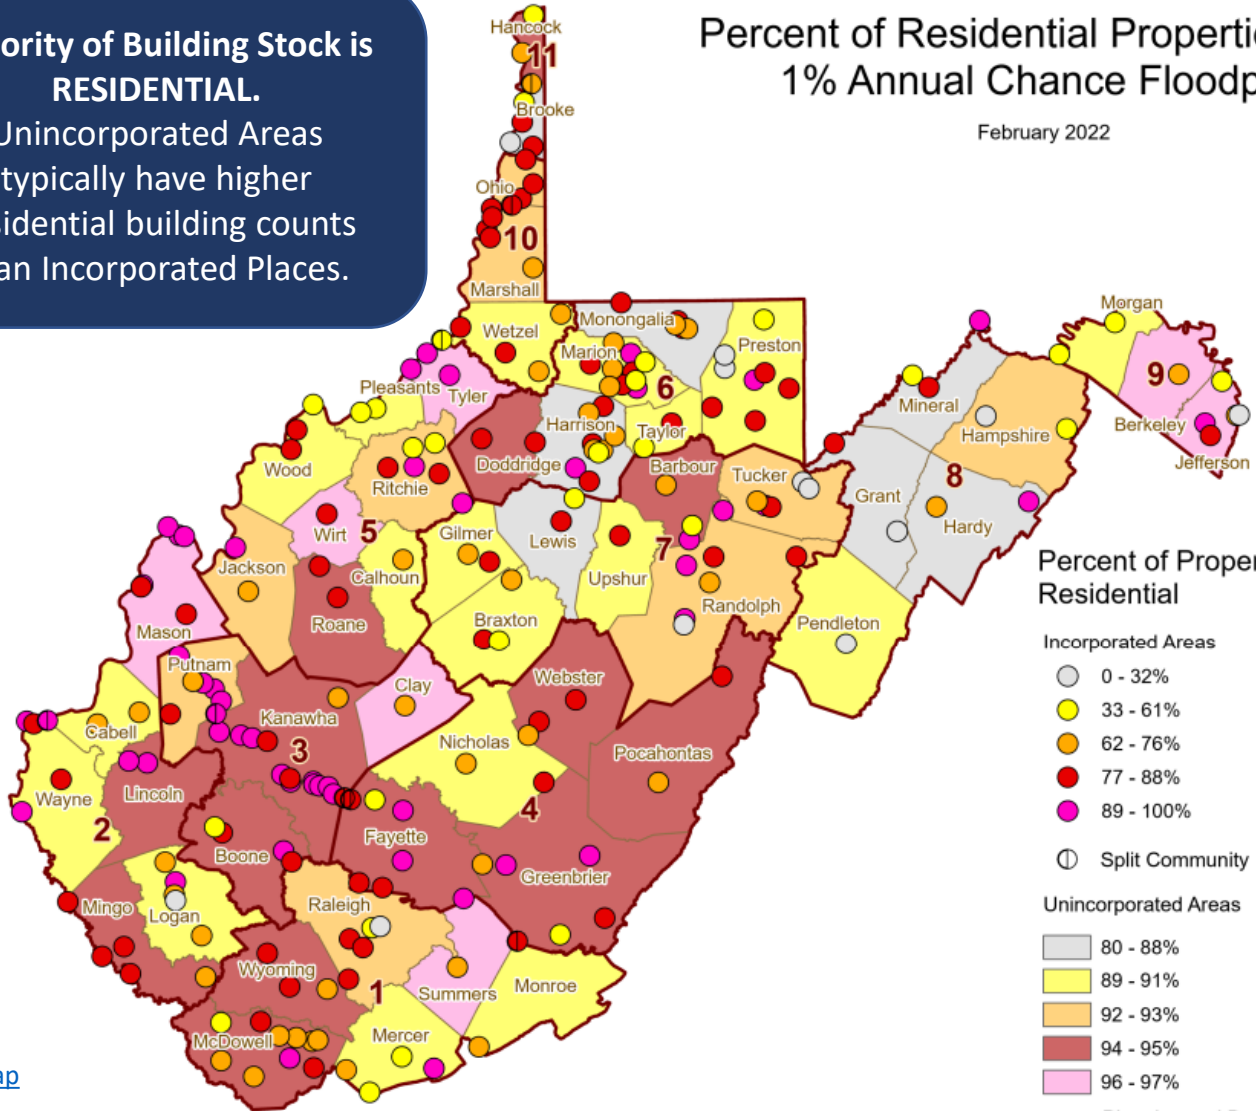 ority of Building Stock is
RESIDENTIAL.
Unincorporated Areas
typically have higher
sidential building counts
an Incorporated Places.
Percent of Residential Properti
1% Annual Chance Floodp
February 2022
Hancock
11
Brooke
Ohio
10
Marshall
Wetzel
Monongalia
Marion
Preston
6
Morgan
9
Berkeley
Jefferson
Pleasants
Tyler
Harrison
Taylor
Mineral
Hampshire
Wood
Ritchie
Doddridge
Barbour
Tucker
8
Grant
Hardy
Wirt
5
Gilmer
Lewis
7
Upshur
Jackson
Calhoun
Randolph
Roane
Braxton
Pendleton
Mason
Putnam
Clay
Webster
Cabell
Kanawha
3
Nicholas
Pocahontas
Wayne
Lincoln
2
4
Boone
Fayette
Greenbrier
Mingo
Logan
Raleigh
Wyoming
1
Summers
Monroe
McDowell
Mercer
ap
Percent of Proper
Residential
Incorporated Areas
0 - 32%
33 - 61%
62 - 76%
77 - 88%
89 - 100%
Split Community
Unincorporated Areas
80 - 88%
89 - 91%
92 - 93%
94 - 95%
96 - 97%